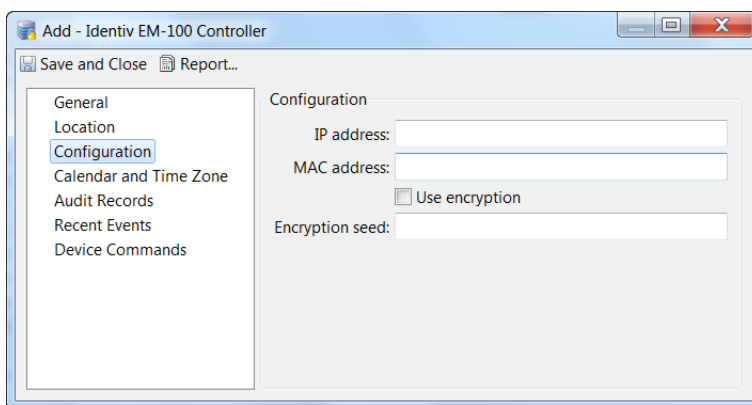 Add - Identiv EM-100 Controller
Save and Close Report...
General
Location
Configuration
Calendar and Time Zone
Audit Records
Recent Events
Device Commands
Configuration
IP address:
MAC address:
Use encryption
Encryption seed: